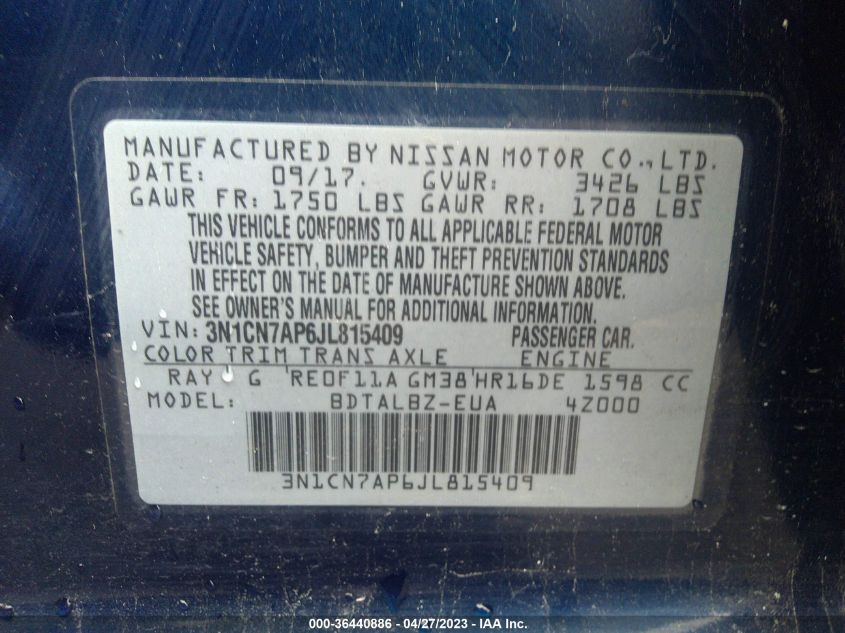 MANUFACTURED BY NISSAN MOTOR CO., LTD.
DATE: 09/17. GVWR: 3426 LBS
GAWR FR: 1750 LBS GAWR RR: 1708 LBS
THIS VEHICLE CONFORMS TO ALL APPLICABLE FEDERAL MOTOR
VEHICLE SAFETY, BUMPER AND THEFT PREVENTION STANDARDS
IN EFFECT ON THE DATE OF MANUFACTURE SHOWN ABOVE.
SEE OWNER'S MANUAL FOR ADDITIONAL INFORMATION.
VIN: 3N1CN7AP6JL815409 PASSENGER CAR.
COLOR TRIM TRANS AXLE ENGINE
RAY G RE0F11A GM38 HR16DE 1598 CC
MODEL: BDTALBZ-EUA 4Z000
3N1CN7AP6JL815409
000-36440886 - 04/27/2023 - IAA Inc.